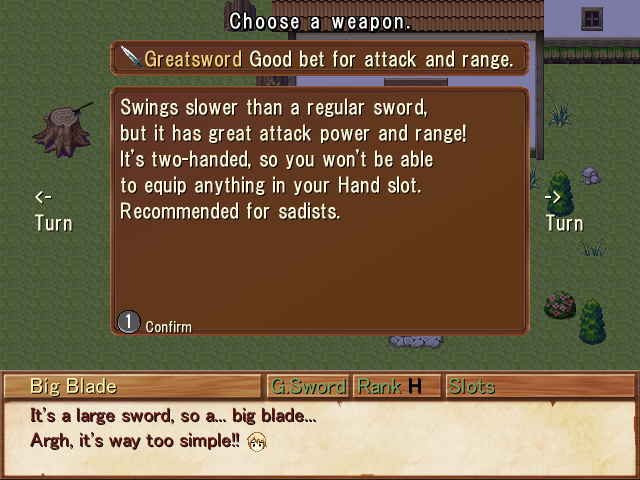 Choose a weapon.
Greatsword Good bet for attack and range.
Swings slower than a regular sword,
but it has great attack power and range!
It's two-handed, so you won't be able
to equip anything in your Hand slot.
Recommended for sadists.
<- ->
Turn Turn
1 Confirm
Big Blade G.Sword Rank H Slots
It's a large sword, so a... big blade...
Argh, it's way too simple!!